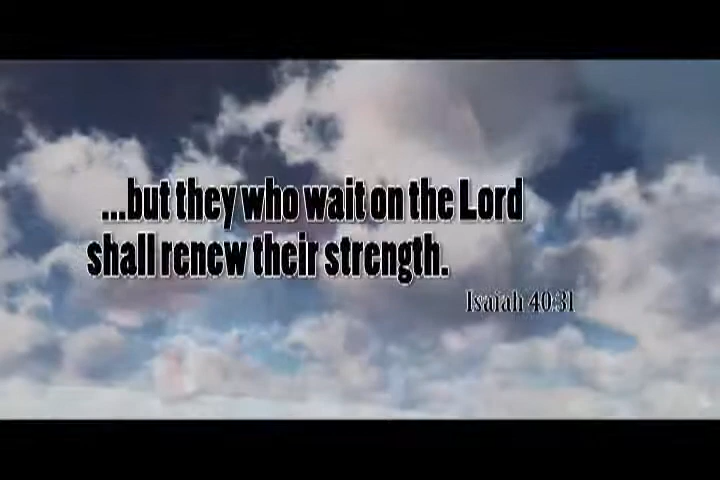 ...but they who wait on the Lord
shall renew their strength.
Isaiah 40:31